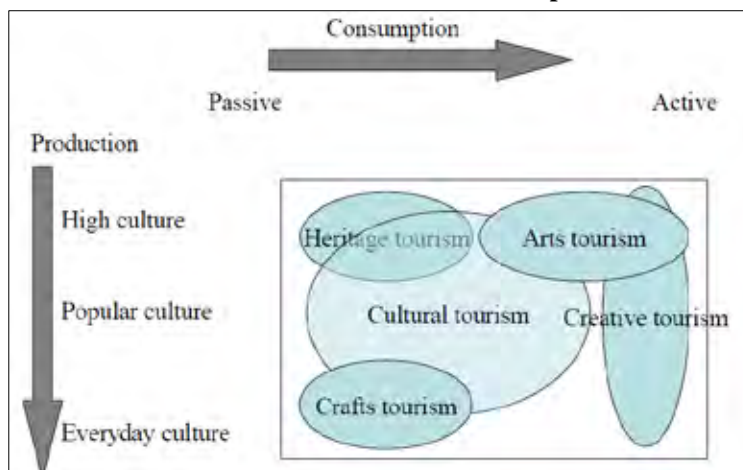 Consumption
Passive
Active
Production
High culture
Heritage tourism
Arts tourism
Popular culture
Cultural tourism
Creative tourism
Crafts tourism
Everyday culture